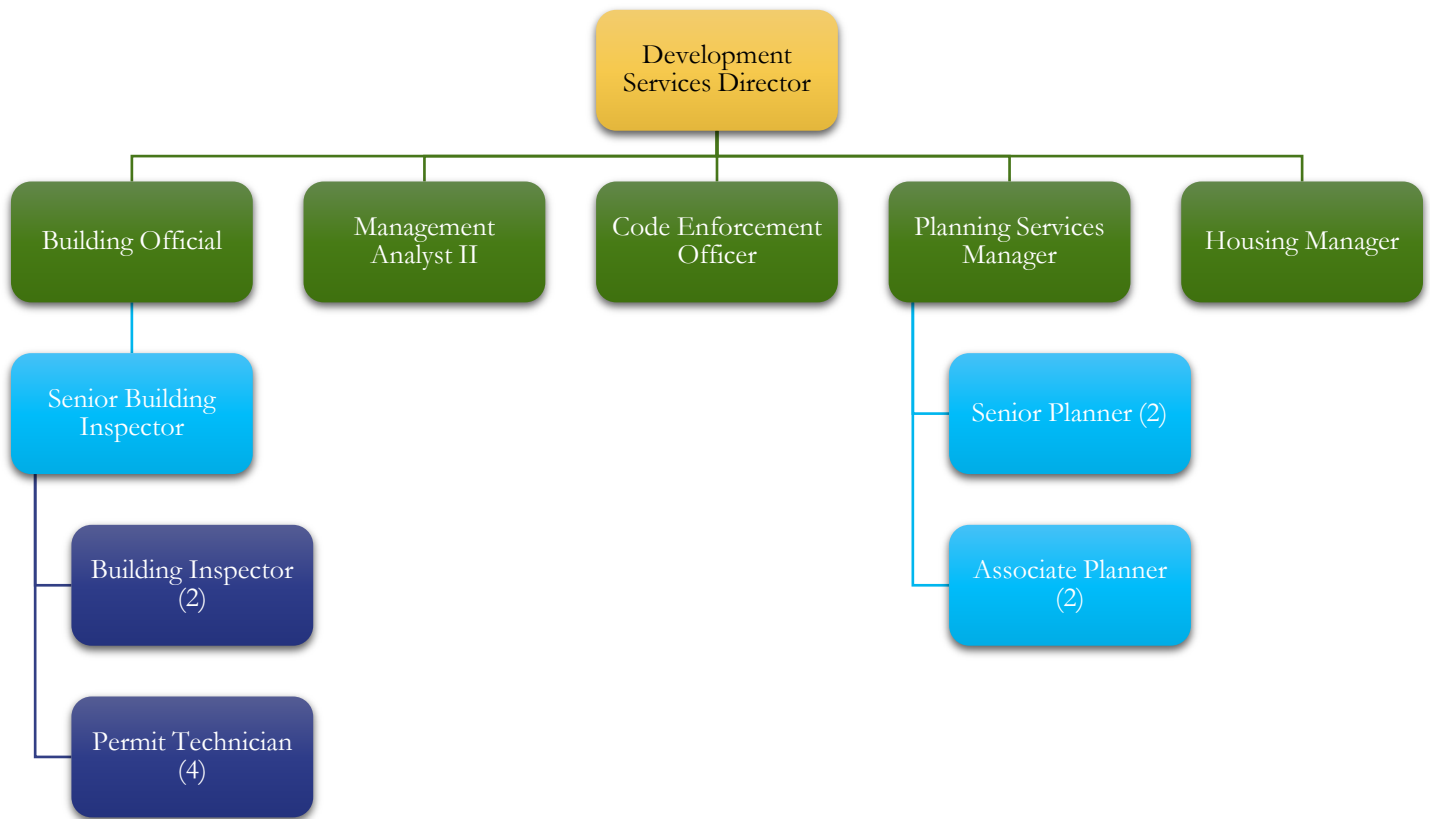 Development
Services Director
Building Official
Management
Analyst II
Code Enforcement
Officer
Planning Services
Manager
Housing Manager
Senior Building
Inspector
Senior Planner (2)
Building Inspector
(2)
Associate Planner
(2)
Permit Technician
(4)